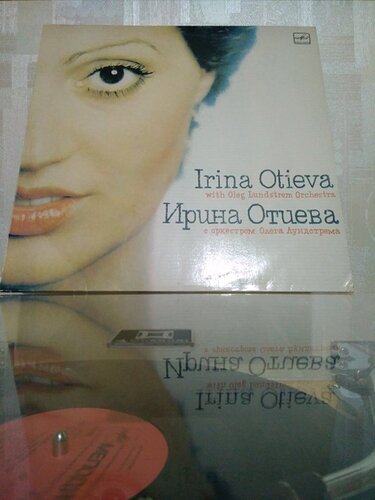 Irina Otieva
with Oleg Lundstrem Orchestra
Ирина Отиева
с оркестром Олега Лундстрема